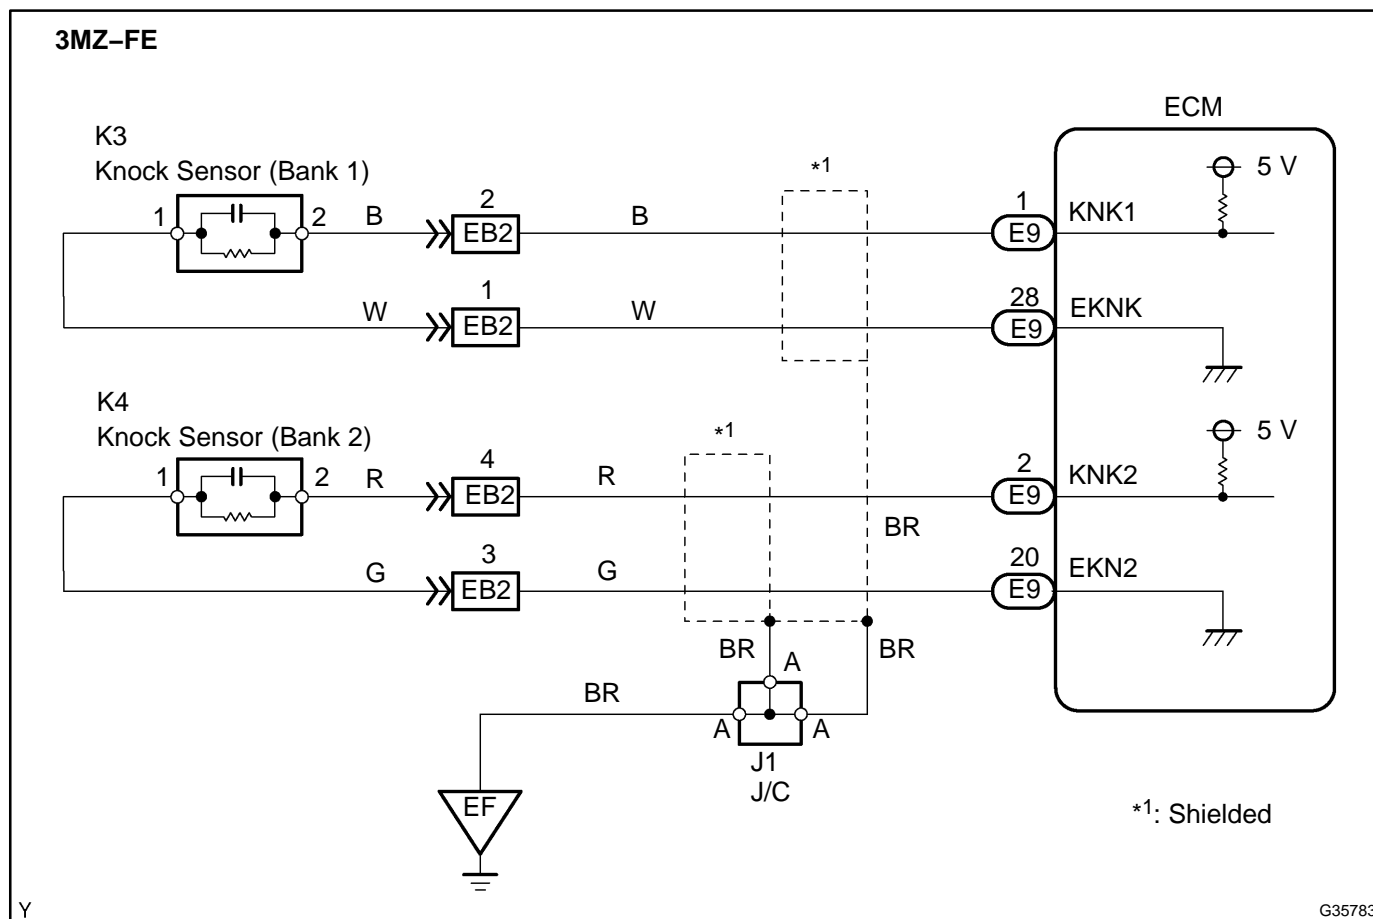 3MZ–FE
ECM
K3
Knock Sensor (Bank 1)
*1
5 V
1
2
B
2
EB2
B
1
E9
KNK1
W
1
EB2
W
28
E9
EKNK
K4
Knock Sensor (Bank 2)
*1
5 V
1
2
R
4
EB2
R
2
E9
KNK2
BR
G
3
EB2
G
20
E9
EKN2
BR
A
BR
BR
A
A
J1
J/C
EF
*1: Shielded
Y
G35783